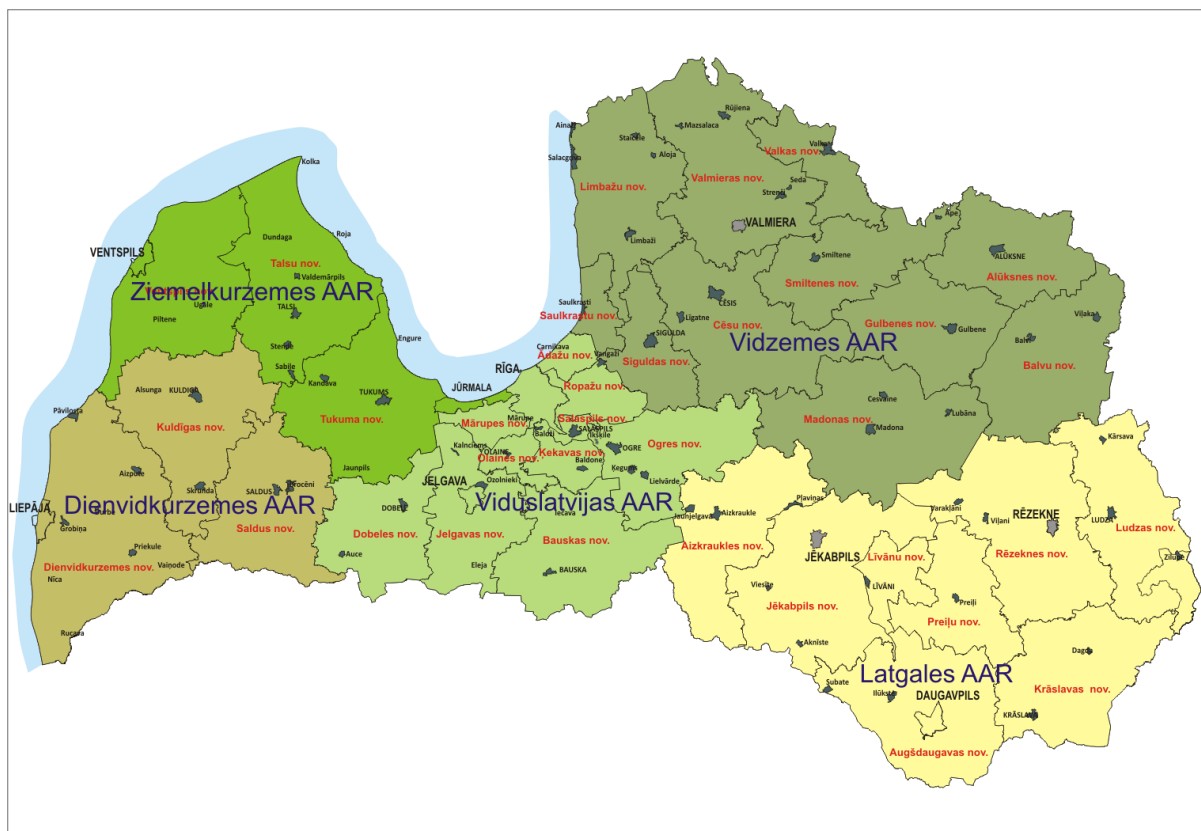 Rūjiena
Mazsalaca
Staicele
Aloja
Valkas nov.
Valka
Kolka
Limbažu nov.
Valmieras nov.
Seda
Strenči
Ape
VALMIERA
Roja
Dundaga
Limbaži
VENTSPILS
Talsu nov.
Valdemārpils
Smiltene
ALŪKSNE
Alūksnes nov.
Smiltenes nov.
Ziemeļkurzemes AAR
Ugāle
Piltene
TALSI
Saulkrasti
Saulkrastu nov.
CĒSIS
Līgatne
Cēsu nov.
Gulbenes nov.
Gulbene
Viļaka
Engure
SIGULDA
Vidzemes AAR
Balvi
Stende
Carnikava
Ādažu nov.
Vangaži
Siguldas nov.
Balvu nov.
Sabile
Kandava
RĪGA
Ropažu nov.
Alsunga
KULDĪGA
TUKUMS
JŪRMALA
Cesvaine
Pāvilosta
Tukuma nov.
Mārupes nov.
Mārupe
Salaspils nov.
SALASPILS
Madonas nov.
Lubāna
Kuldīgas nov.
Baloži
Ikšķile
Madona
Kārsava
Kalnciems
Olaines nov.
Ķekavas nov.
OGRE
Ogres nov.
Aizpute
Jaunpils
Baldone
Ķegums
Skrunda
SALDUS
Brocēni
JELGAVA
Ozolnieki
Lielvārde
Dienvidkurzemes AAR
Viduslatvijas AAR
Pļaviņas
Varakļāni
RĒZEKNE
LIEPĀJA
DOBELE
Iecava
Jaunjelgava
Aizkraukle
Viļāni
LUDZA
Grobiņa
Saldus nov.
Dobeles nov.
Jelgavas nov.
Bauskas nov.
Aizkraukles nov.
JĒKABPILS
Līvānu nov.
Rēzeknes nov.
Ludzas nov.
Priekule
Auce
Zilupe
Dienvidkurzemes nov.
Vaiņode
Eleja
BAUSKA
Nīca
Viesīte
LĪVĀNI
Jēkabpils nov.
Preiļi
Preiļu nov.
Rucava
Aknīste
Dagda
Latgales AAR
Subate
Ilūkste
DAUGAVPILS
Krāslavas nov.
KRĀSLAVA
Augšdaugavas nov.